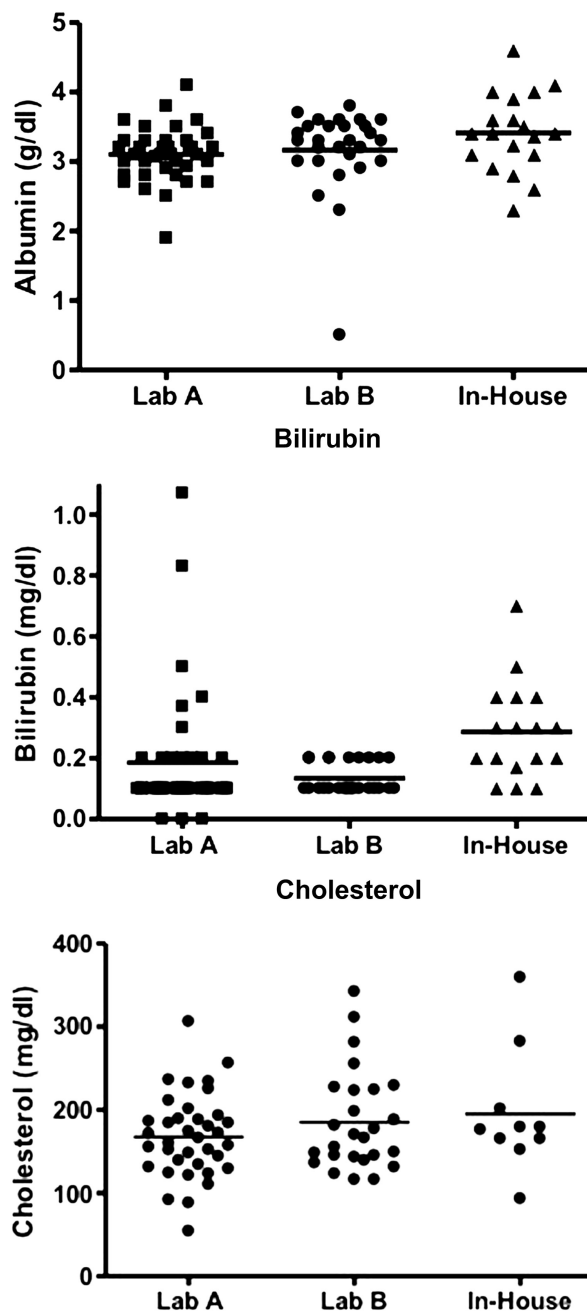 5
4
3
2
1
0
Albumin (g/dl)
Lab A Lab B In-House
Bilirubin
1.0
0.8
0.6
0.4
0.2
0.0
Bilirubin (mg/dl)
Lab A Lab B In-House
Cholesterol
400
300
200
100
0
Cholesterol (mg/dl)
Lab A Lab B In-House